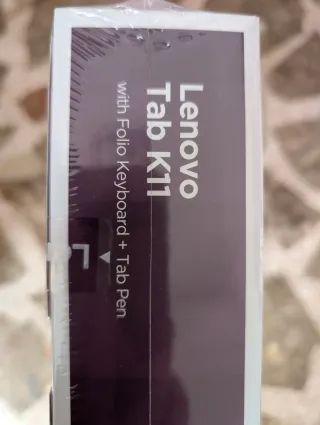 Lenovo
Tab K11
with Folio Keyboard + Tab Pen